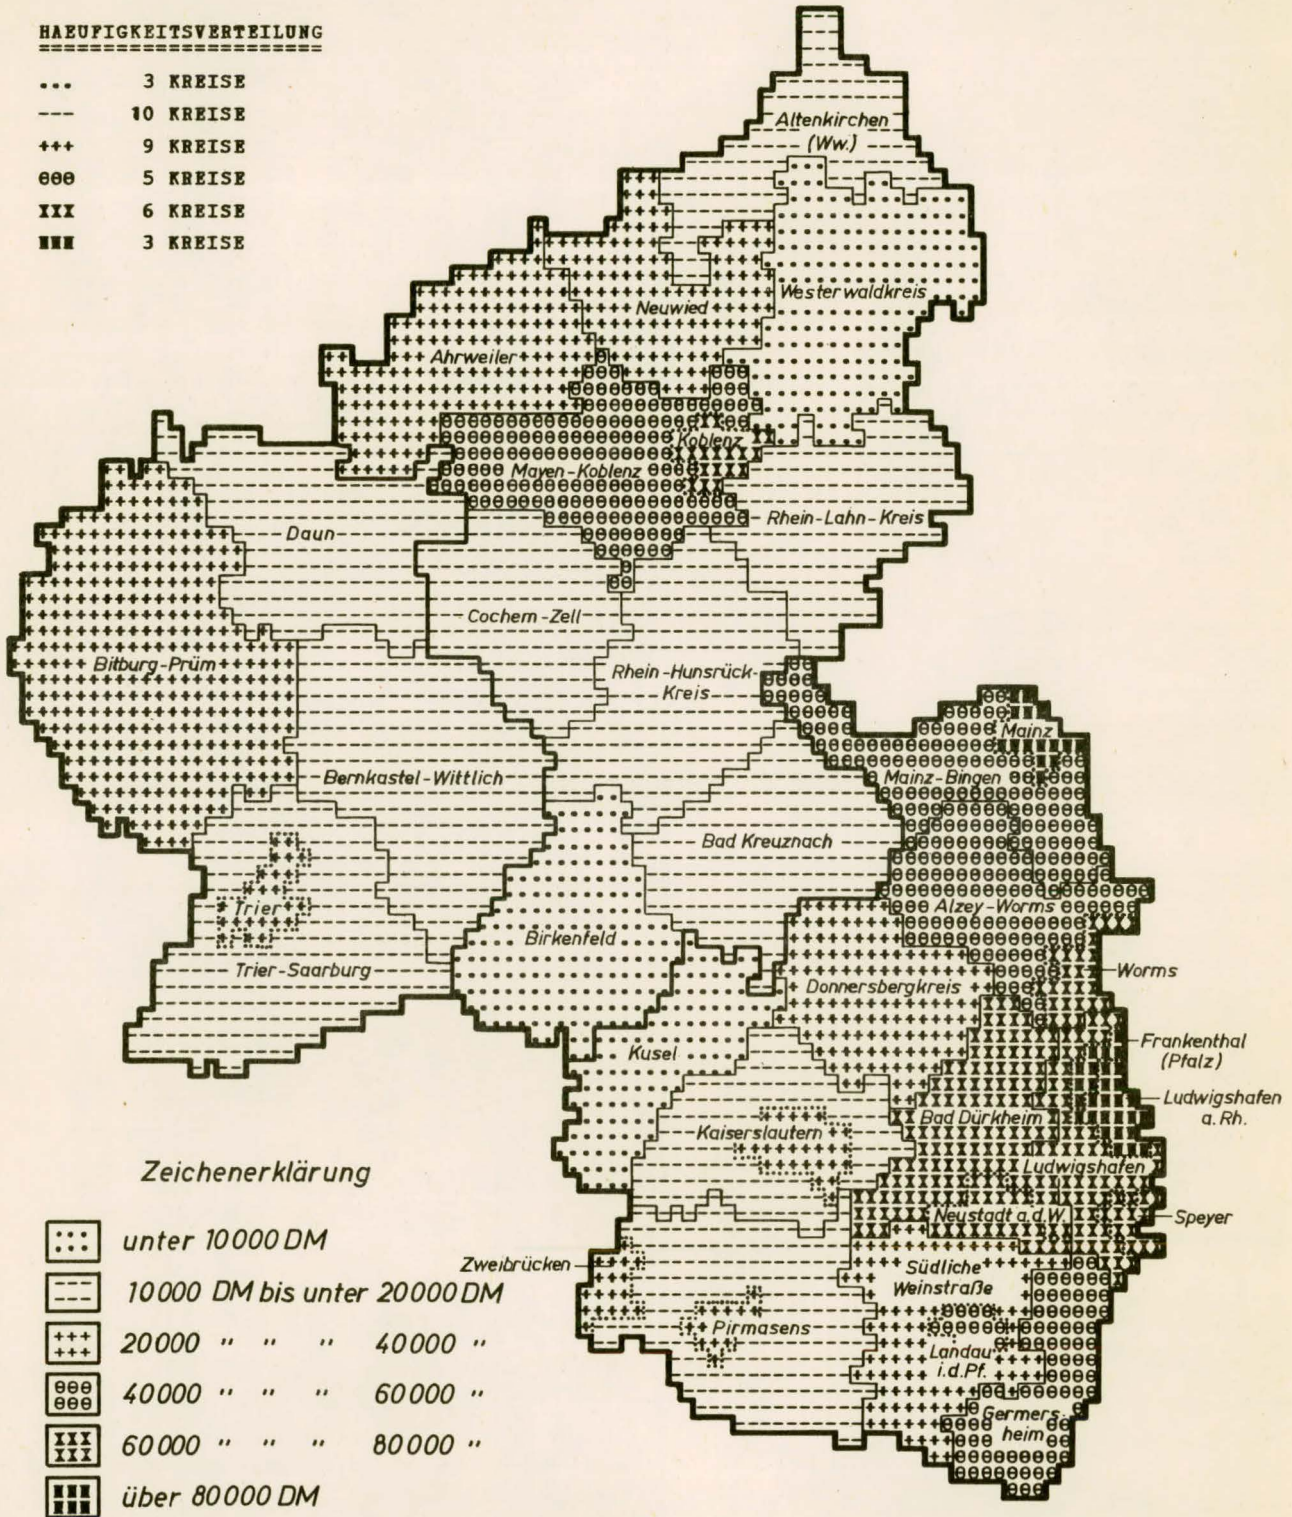 HAEUFIGKEITSVERTEILUNG
... 3 KREISE
--- 10 KREISE
+++ 9 KREISE
θθθ 5 KREISE
XXX 6 KREISE
■■■ 3 KREISE
Altenkirchen
(Ww.)
Westerwaldkreis
Neuwied
Ahrweiler
Koblenz
Mayen-Koblenz
Rhein-Lahn-Kreis
Daun
Cochem-Zell
Bitburg-Prüm
Rhein-Hunsrück-
Kreis
Mainz
Bernkastel-Wittlich
Mainz-Bingen
Bad Kreuznach
Trier
Alzey-Worms
Birkenfeld
Trier-Saarburg
Worms
Donnersbergkreis
Kusel
Frankenthal
(Pfalz)
Ludwigshafen
a. Rh.
Bad Dürkheim
Kaiserslautern
Ludwigshafen
Neustadt a.d.W.
Speyer
Zweibrücken
Südliche
Weinstraße
Pirmasens
Landau
i.d.Pf.
Germers-
heim
Zeichenerklärung
unter 10000 DM
10000 DM bis unter 20000 DM
20000 " " " 40000 "
40000 " " " 60000 "
60000 " " " 80000 "
über 80000 DM